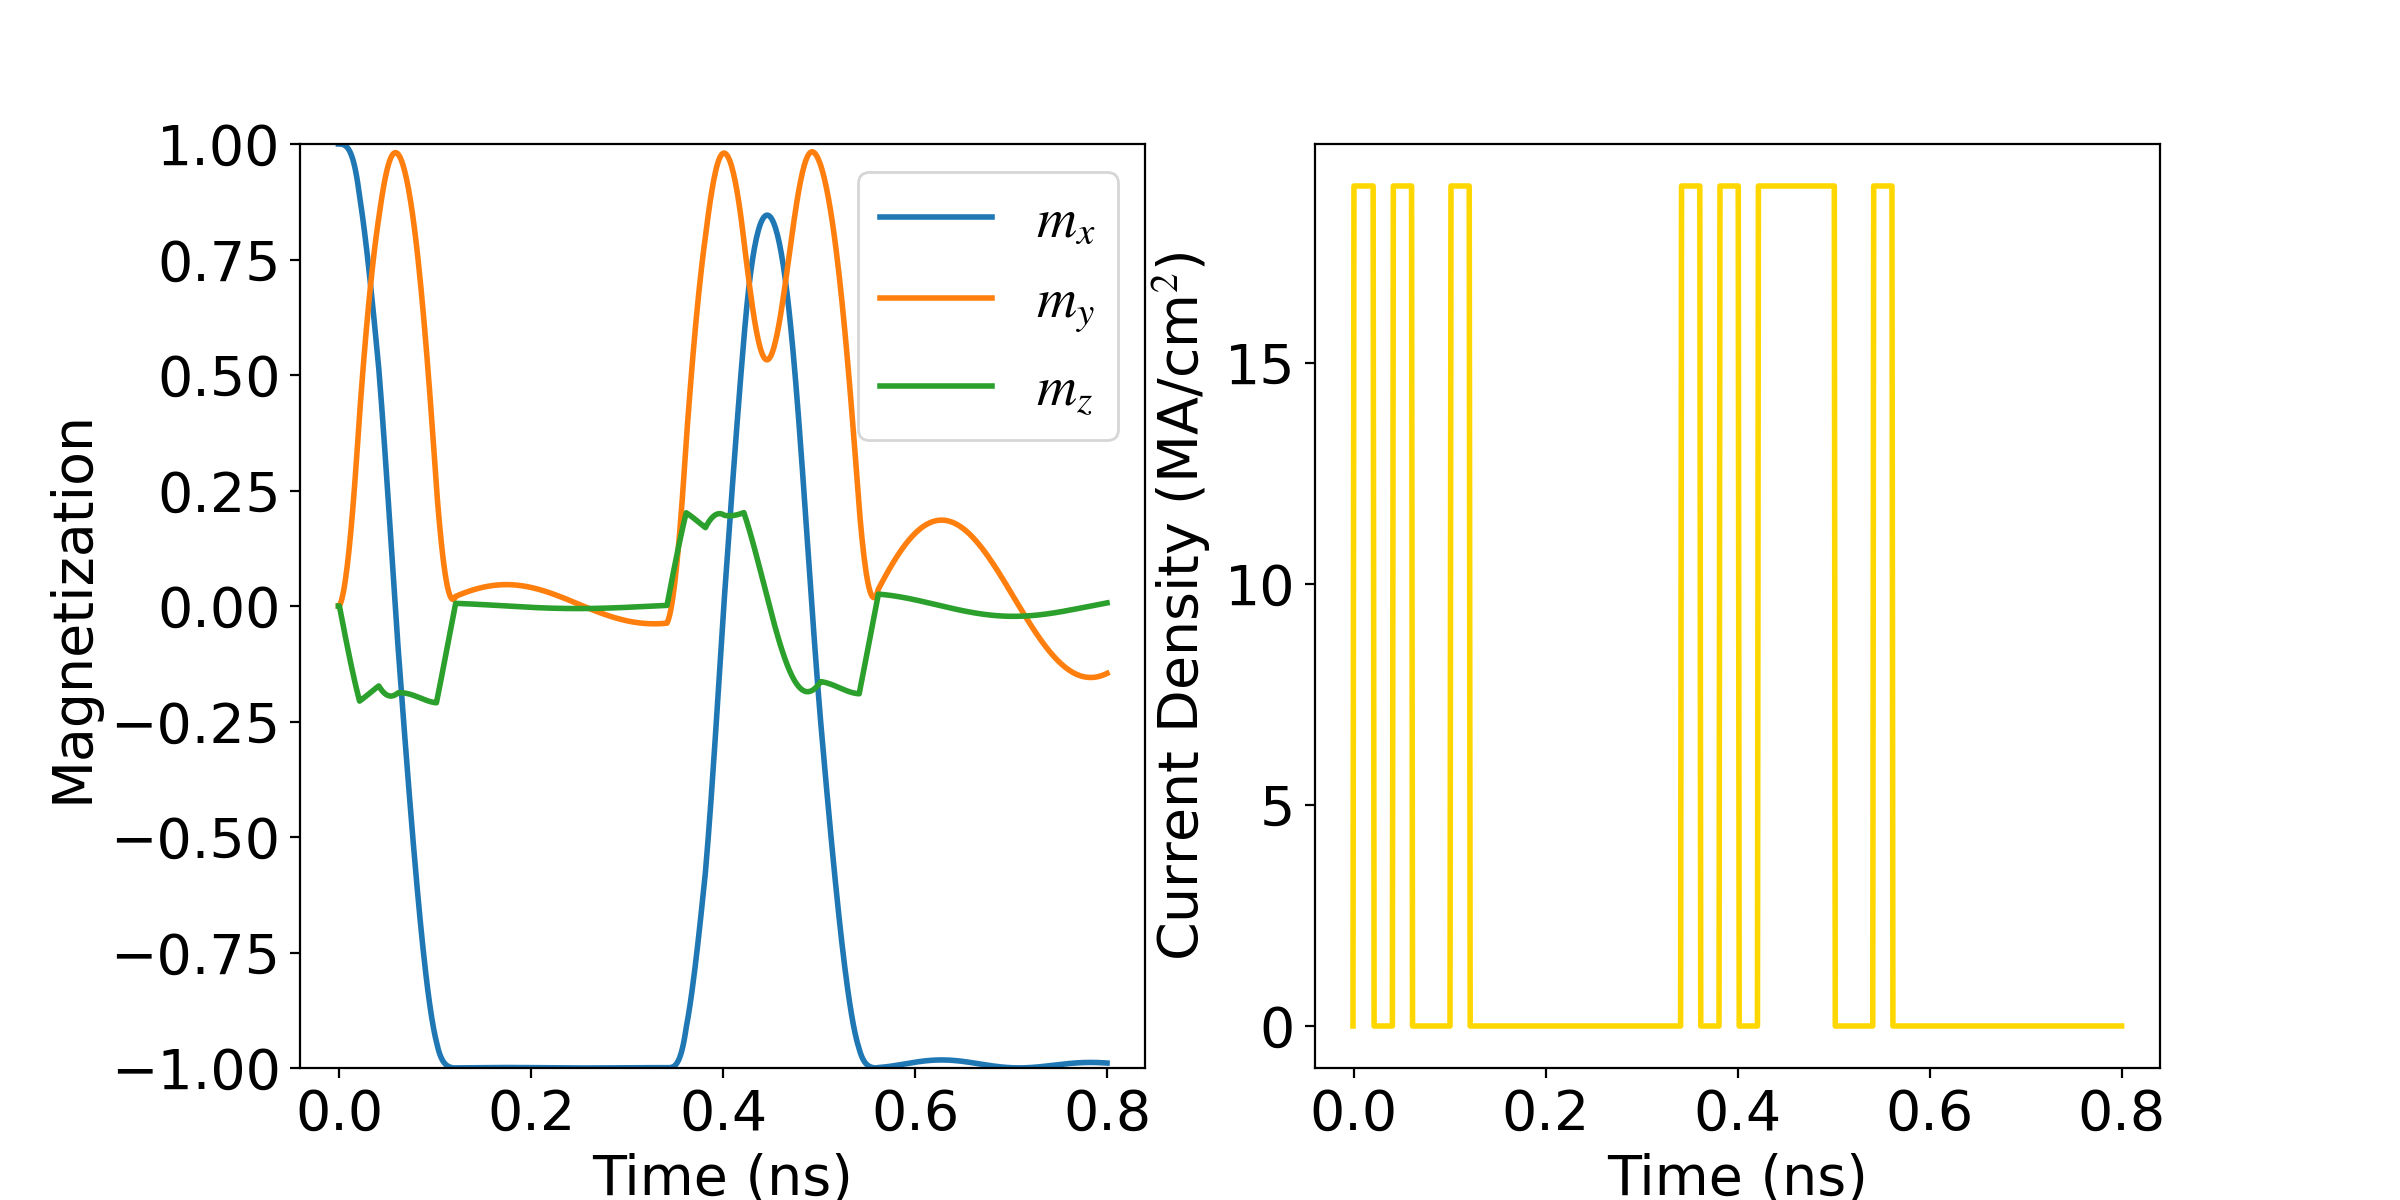 Magnetization
1.00
0.75
0.50
0.25
0.00
−0.25
−0.50
−0.75
−1.00
0.0 0.2 0.4 0.6 0.8
Time (ns)
m_x
m_y
m_z
Current Density (MA/cm²)
15
10
5
0
0.0 0.2 0.4 0.6 0.8
Time (ns)